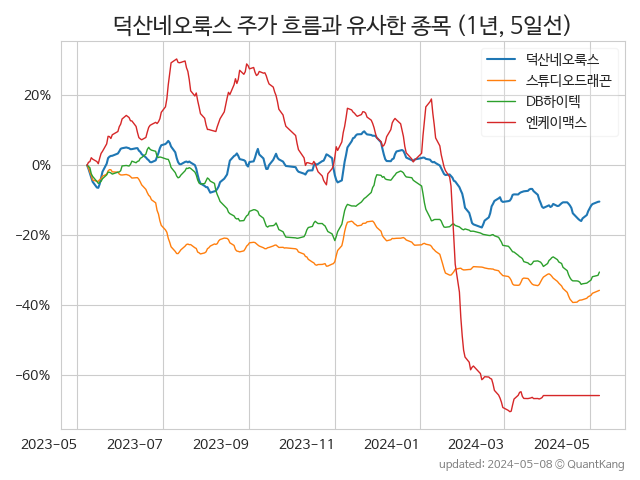 덕산네오룩스 주가 흐름과 유사한 종목 (1년, 5일선)
덕산네오룩스
스튜디오드래곤
DB하이텍
엔케이맥스
20%
0%
−20%
−40%
−60%
2023−05
2023−07
2023−09
2023−11
2024−01
2024−03
2024−05
updated: 2024-05-08 © QuantKang